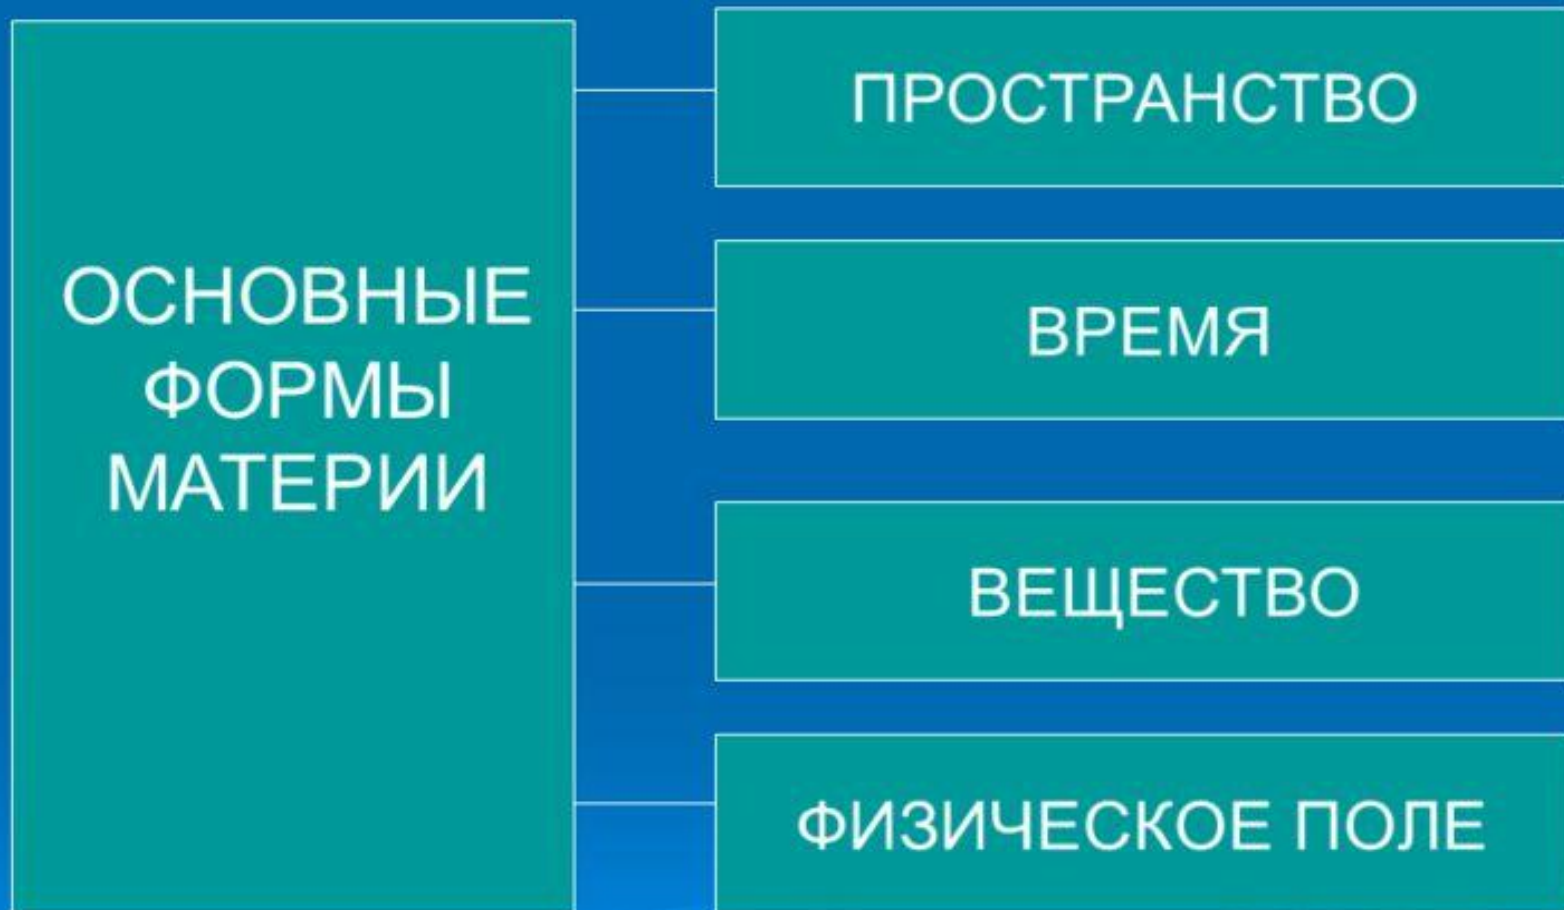 ОСНОВНЫЕ
ФОРМЫ
МАТЕРИИ
ПРОСТРАНСТВО
ВРЕМЯ
ВЕЩЕСТВО
ФИЗИЧЕСКОЕ ПОЛЕ